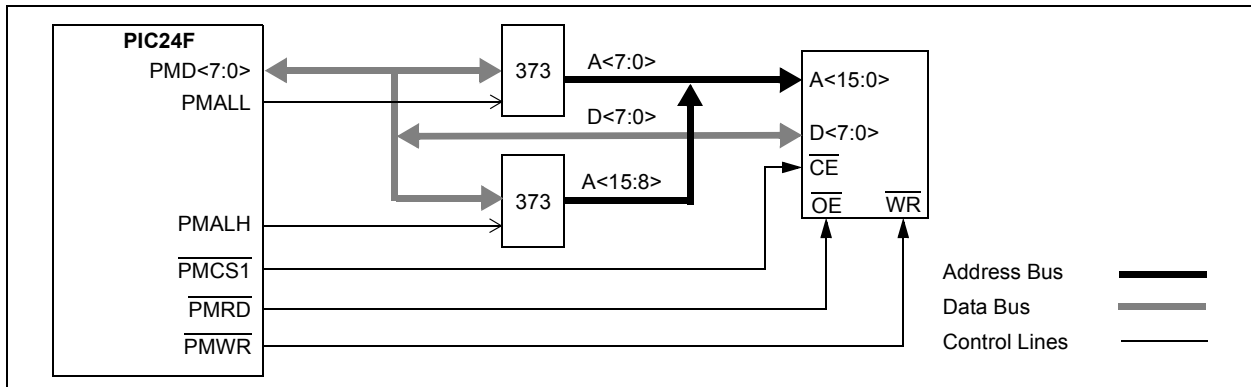 PIC24F
PMD<7:0>
PMALL
PMALH
PMCS1
PMRD
PMWR
373
A<7:0>
D<7:0>
373
A<15:8>
A<15:0>
D<7:0>
CE
OE WR
Address Bus
Data Bus
Control Lines